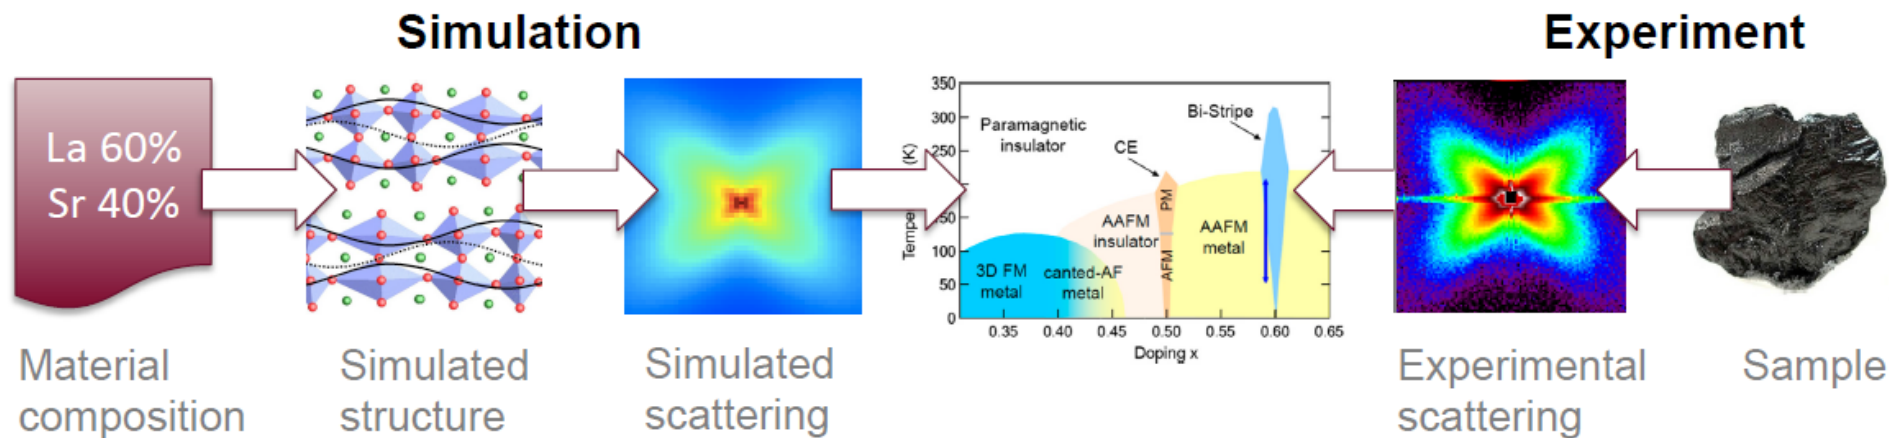 Simulation
Experiment
La 60%
Sr 40%
350
300
250
150
100
50
0
(K)
Tempe
Paramagnetic
insulator
Bi-Stripe
CE
PM
AFM
AAFM
insulator
AAFM
metal
3D FM
metal
canted-AF
metal
0.35
0.40
0.45
0.50
0.55
0.60
0.65
Doping x
Material
composition
Simulated
structure
Simulated
scattering
Experimental
scattering
Sample